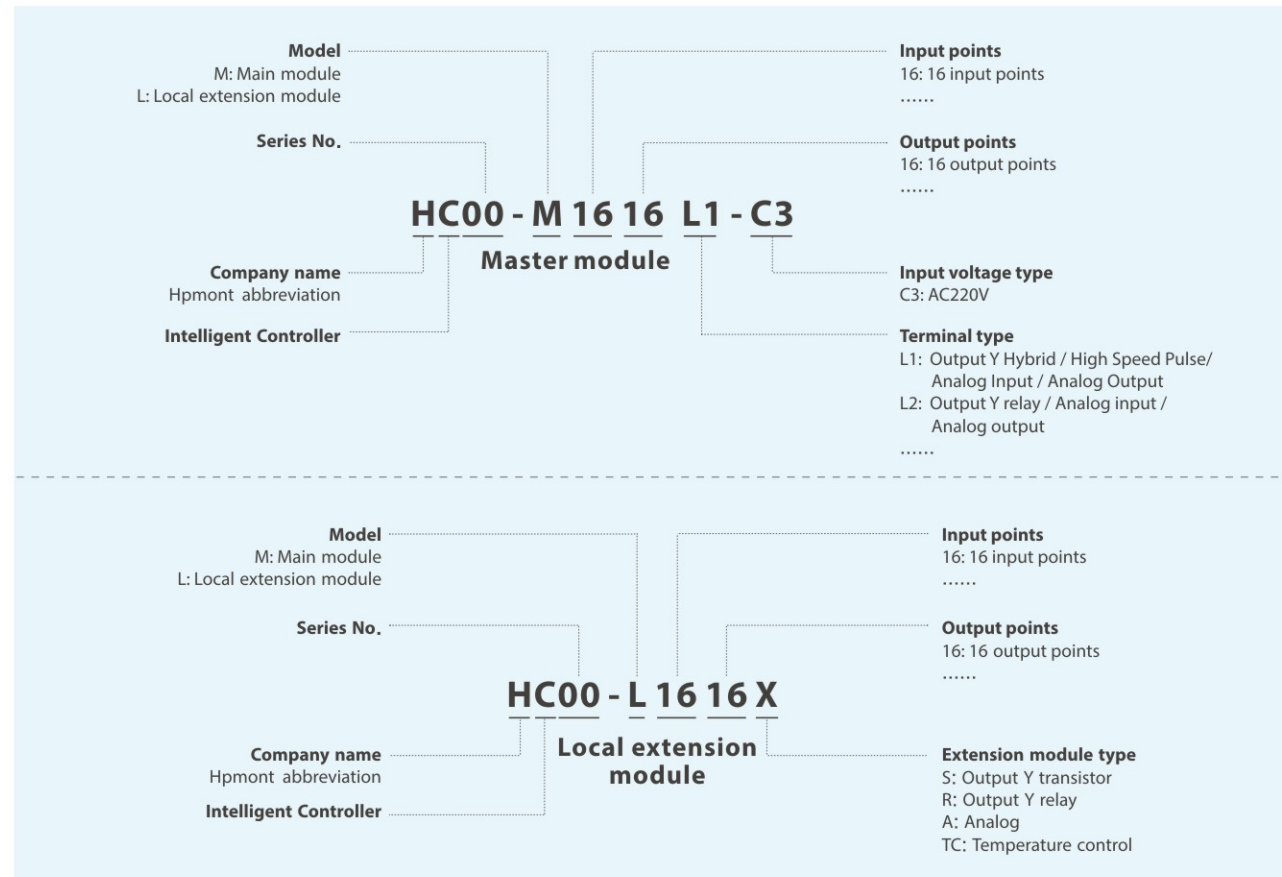 Model
M: Main module
L: Local extension module
Series No.
Input points
16: 16 input points
......
Output points
16: 16 output points
......
HC00 - M 16 16 L1 - C3
Master module
Company name
Hpmont abbreviation
Intelligent Controller
Input voltage type
C3: AC220V
Terminal type
L1: Output Y Hybrid / High Speed Pulse/
Analog Input / Analog Output
L2: Output Y relay / Analog input /
Analog output
......
Model
M: Main module
L: Local extension module
Series No.
Input points
16: 16 input points
......
Output points
16: 16 output points
......
HC00 - L 16 16 X
Local extension
module
Company name
Hpmont abbreviation
Intelligent Controller
Extension module type
S: Output Y transistor
R: Output Y relay
A: Analog
TC: Temperature control